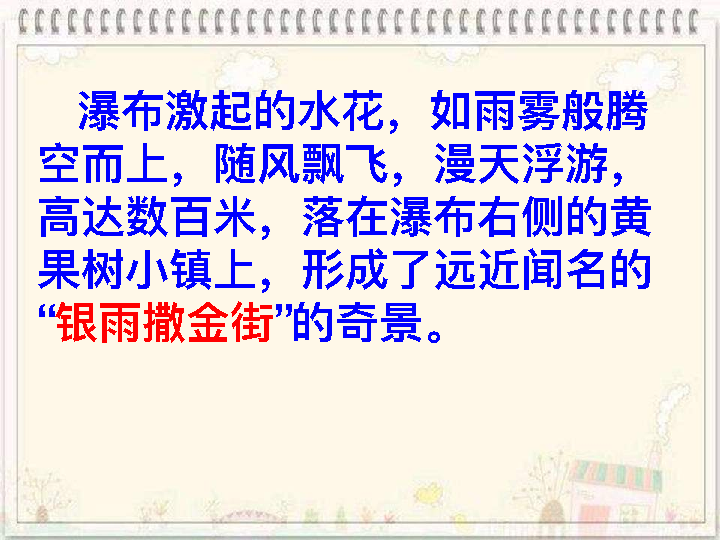 瀑布激起的水花，如雨雾般腾
空而上，随风飘飞，漫天浮游，
高达数百米，落在瀑布右侧的黄
果树小镇上，形成了远近闻名的
“银雨撒金街”的奇景。